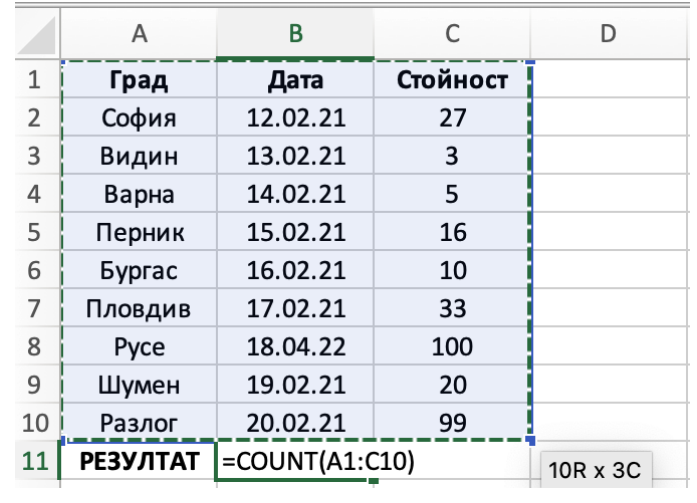 A B C D
1 Град Дата Стойност
2 София 12.02.21 27
3 Видин 13.02.21 3
4 Варна 14.02.21 5
5 Перник 15.02.21 16
6 Бургас 16.02.21 10
7 Пловдив 17.02.21 33
8 Русе 18.04.22 100
9 Шумен 19.02.21 20
10 Разлог 20.02.21 99
11 РЕЗУЛТАТ =COUNT(A1:C10)
10R x 3C